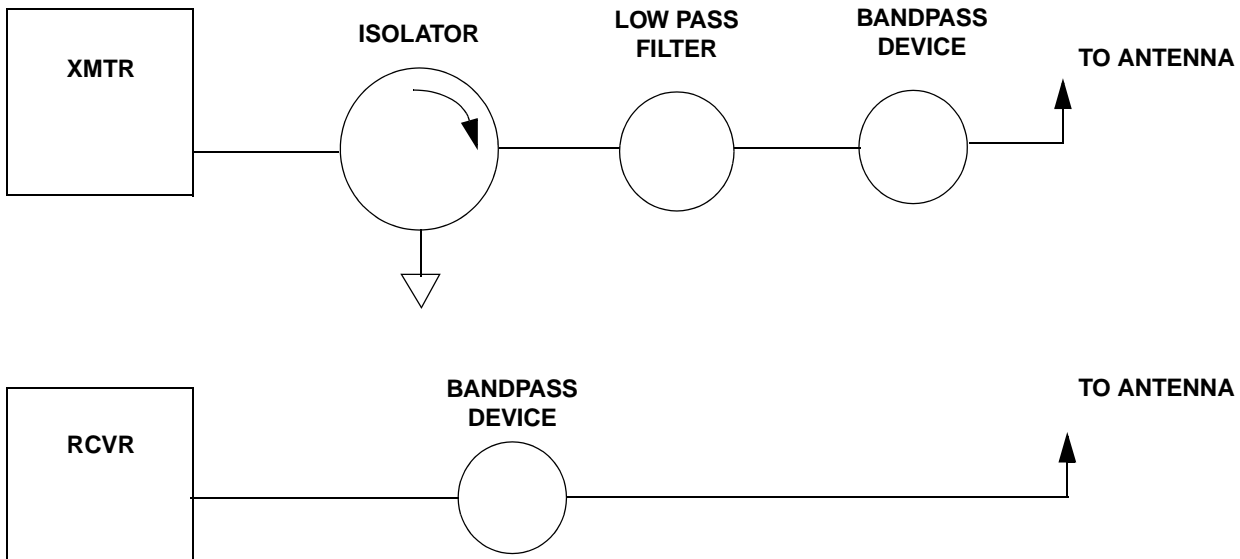 XMTR
ISOLATOR
LOW PASS
FILTER
BANDPASS
DEVICE
TO ANTENNA
RCVR
BANDPASS
DEVICE
TO ANTENNA